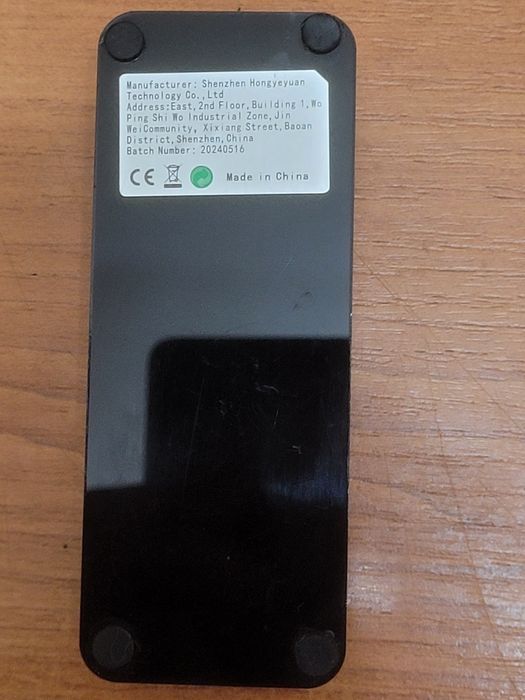 Manufacturer: Shenzhen Hongyeyuan
Technology Co.,Ltd
Address:East,2nd Floor,Building 1,Wo
Ping Shi Wo Industrial Zone,Jin
WeiCommunity, Xixiang Street,Baoan
District,Shenzhen,China
Batch Number: 20240516
CE Made in China